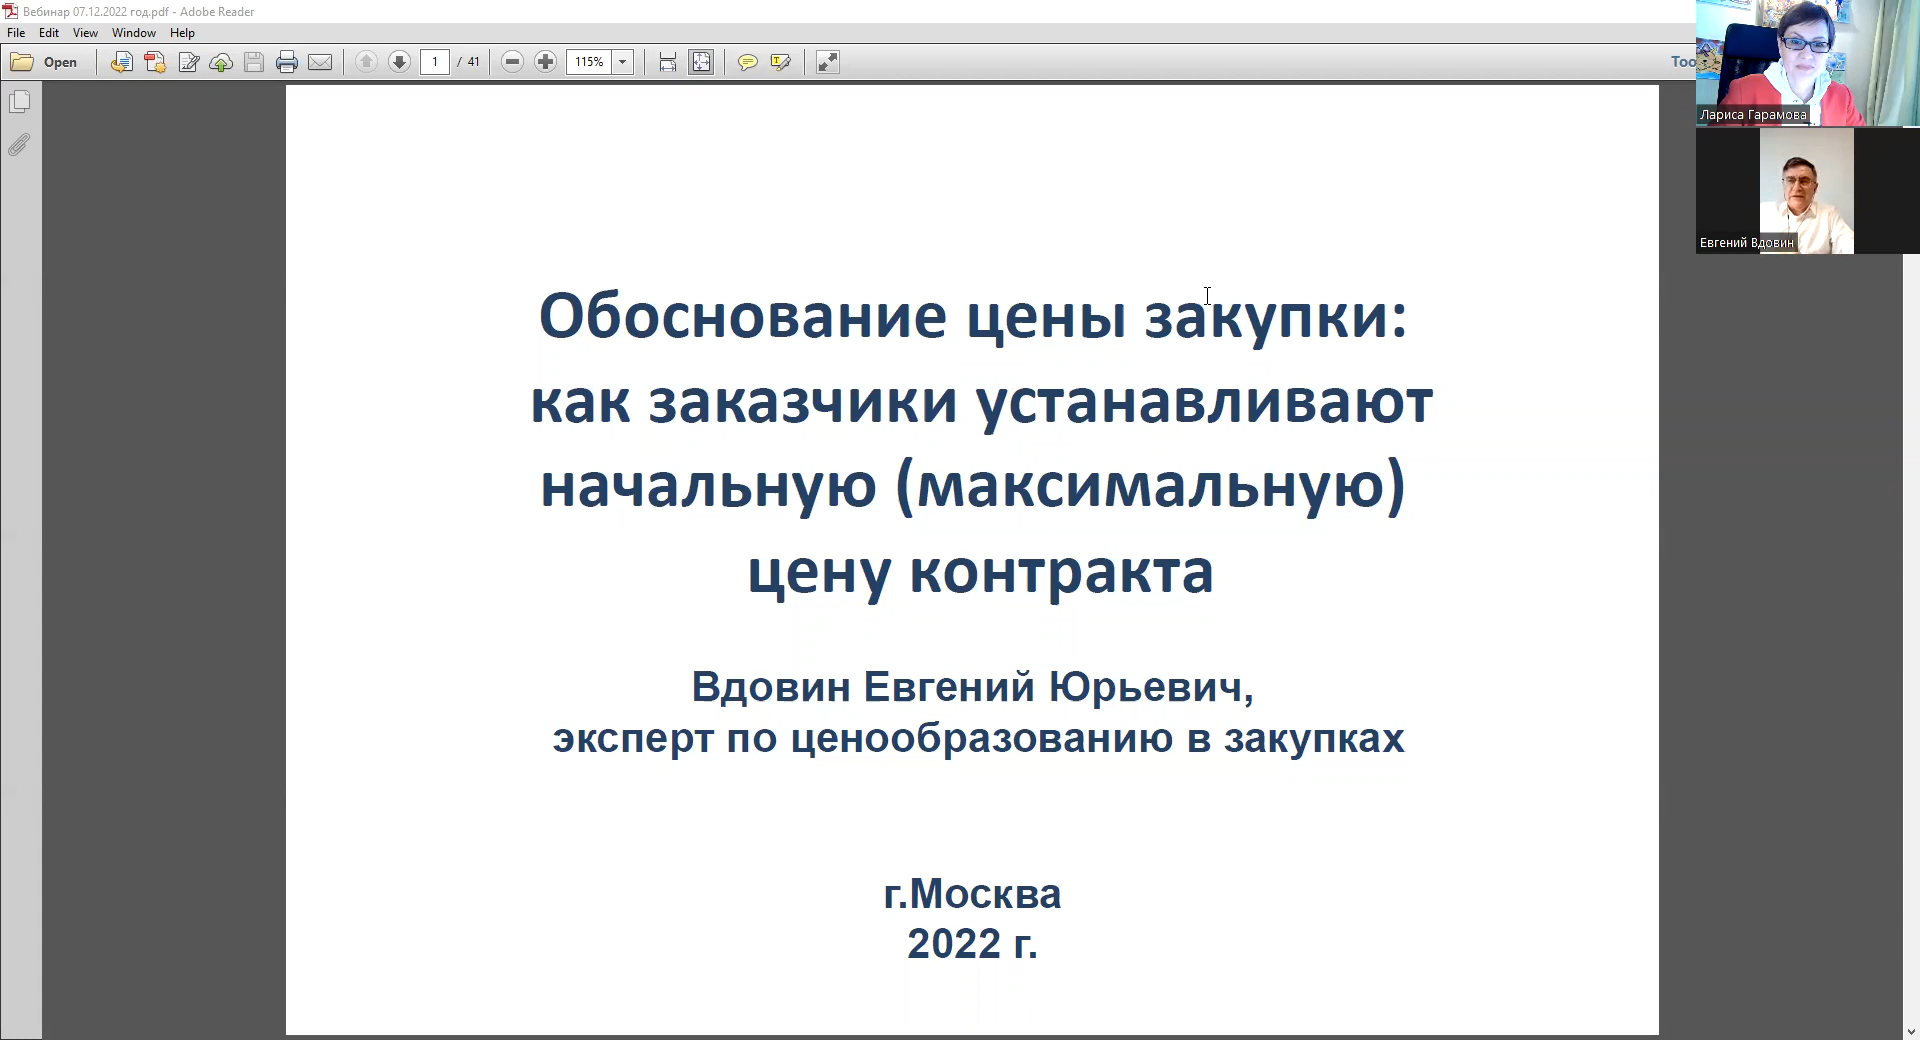 Вебинар 07.12.2022 год.pdf - Adobe Reader
File Edit View Window Help
Open 1 / 41 115%
Лариса Гарамова
Евгений Вдовин
Обоснование цены закупки:
как заказчики устанавливают
начальную (максимальную)
цену контракта
Вдовин Евгений Юрьевич,
эксперт по ценообразованию в закупках
г.Москва
2022 г.